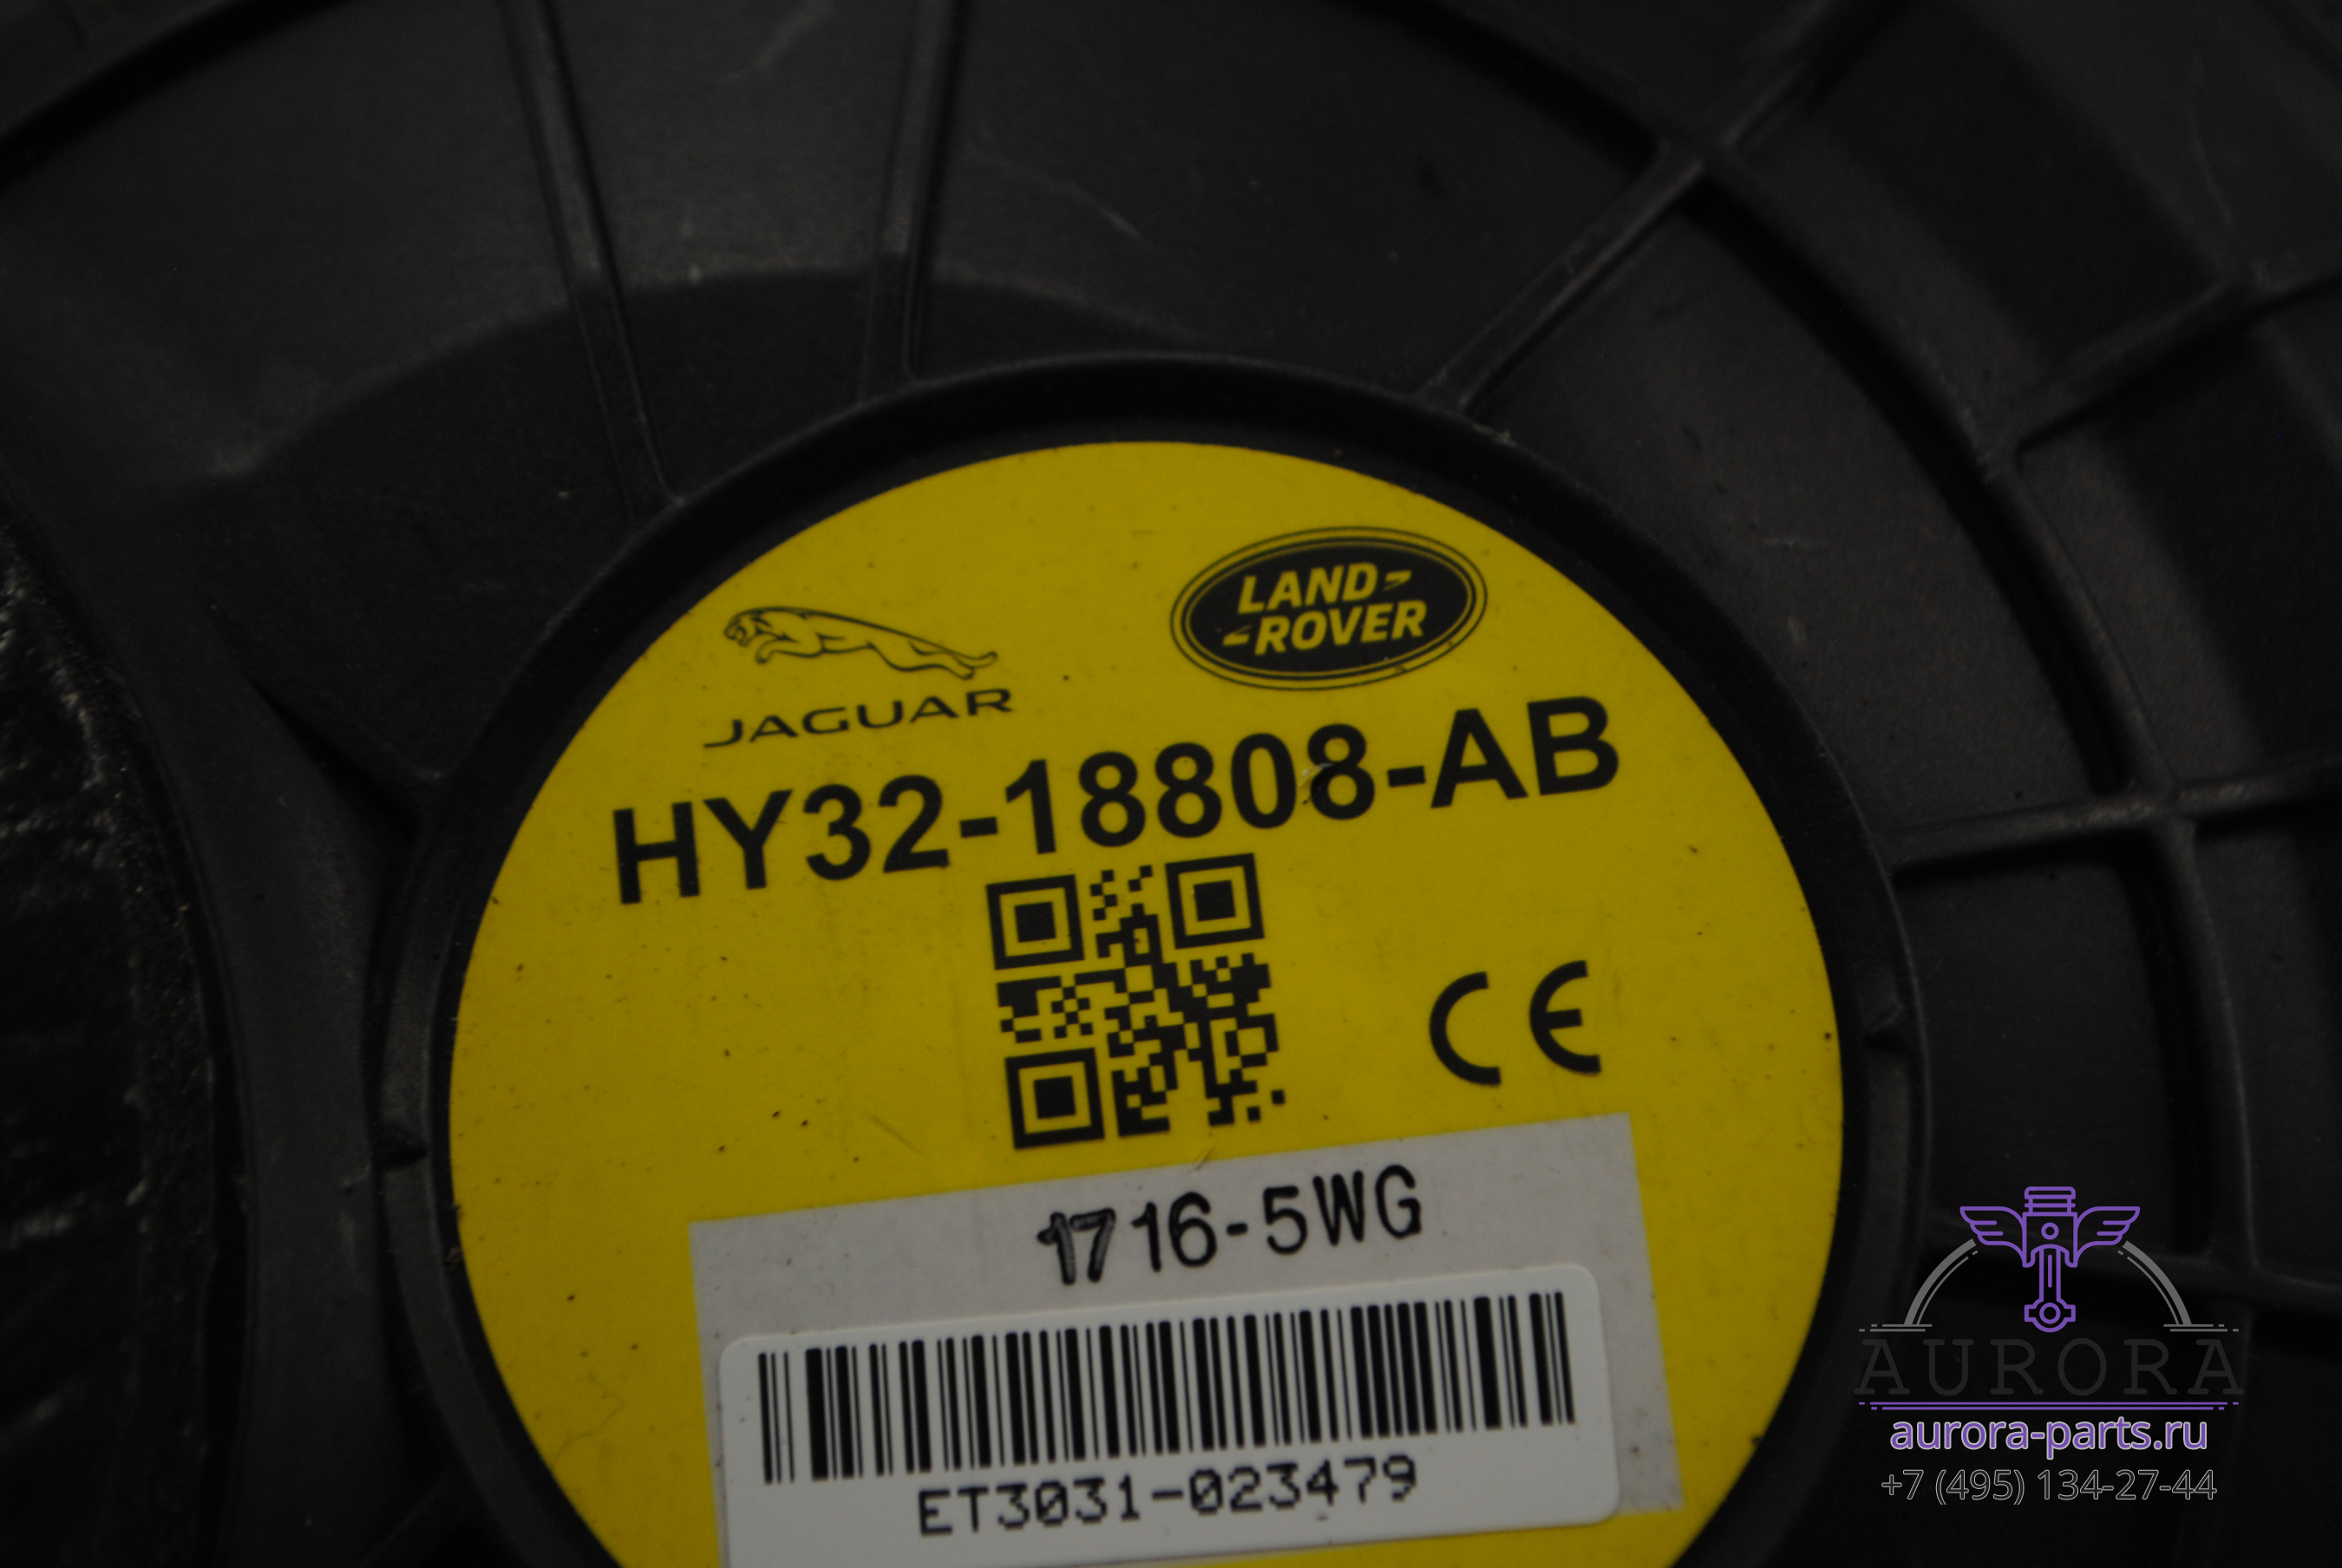 JAGUAR
LAND-
-ROVER
HY32-18808-AB
CE
1716-5WG
ET3031-023479
AURORA
aurora-parts.ru
+7 (495) 134-27-44